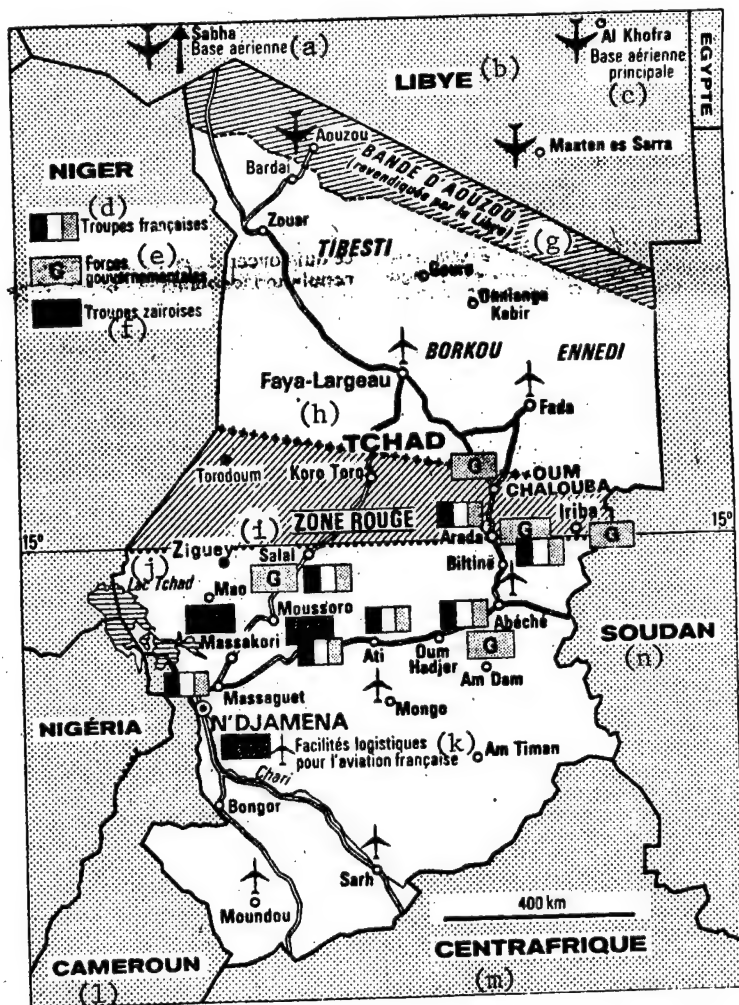 Sabha
Base aérienne (a)
Al Khofra
Base aérienne
principale
(c)
LIBYE (b)
EGYPTE
Maaten es Sarra
Aouzou
Bardai
BANDE D'AOUZOU
(revendiquée par la Libye)
(g)
NIGER
(d)
Troupes françaises
(e)
G Forces
gouvernementales
Troupes zaïroises
(f)
Zouar
TIBESTI
Gouro
Ounianga
Kebir
BORKOU
ENNEDI
Faya-Largeau
(h)
Fada
TCHAD
G
Torodoum
Koro Toro
OUM
CHALOUBA
(i) ZONE ROUGE
Arada
G
Iriba
G
15°
15°
(j)
Ziguey
Salal
Biltine
Lac Tchad
Mao
G
Moussoro
Massakori
Abéché
Ati
Oum
Hadjer
G
Am Dam
SOUDAN
(n)
Massaguet
Mongo
NIGÉRIA
N'DJAMENA
Facilités logistiques (k)
pour l'aviation française
Am Timan
Chari
Bongor
Sarh
Moundou
400 km
CENTRAFRIQUE
(m)
CAMEROUN
(l)